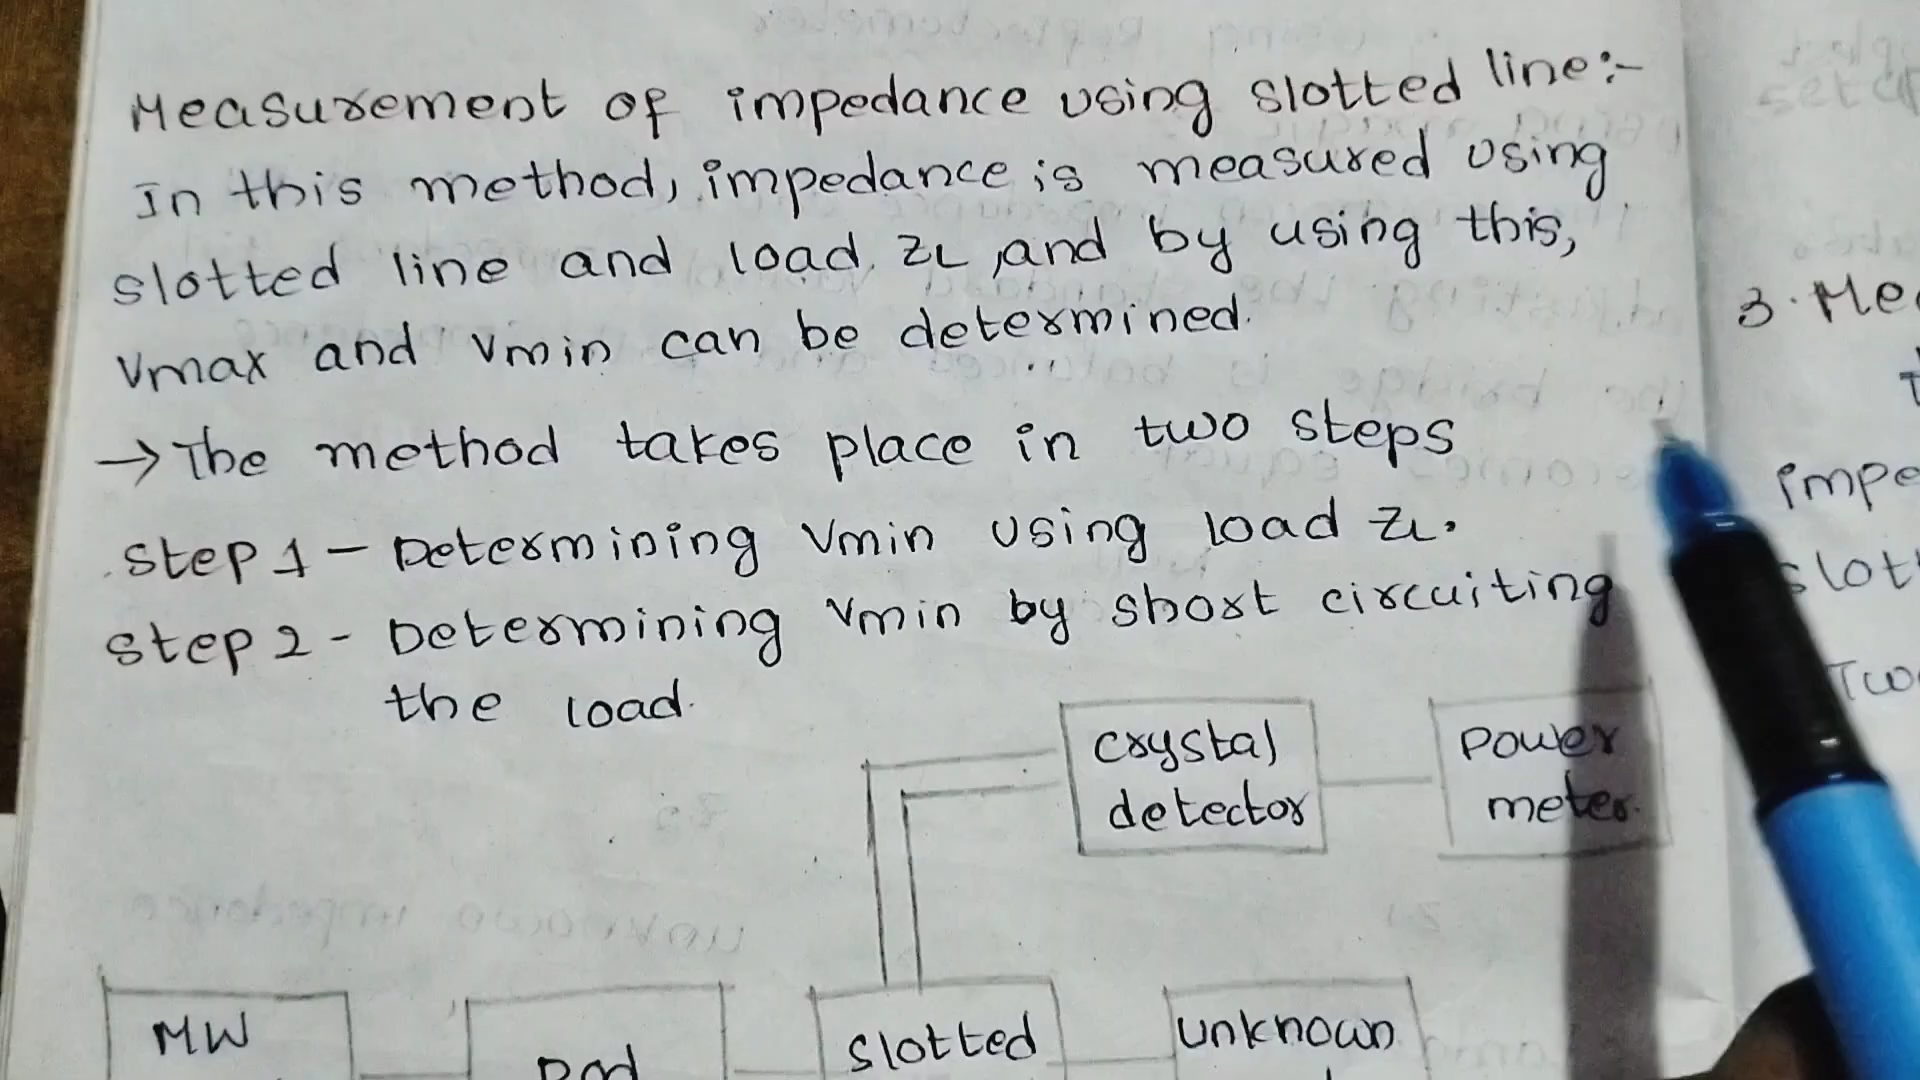 Measurement of impedance using slotted line:-
In this method, impedance is measured using
slotted line and load ZL, and by using this,
Vmax and Vmin can be determined.
→ The method takes place in two steps
Step 1 - Determining Vmin using load ZL.
Step 2 - Determining Vmin by short circuiting
the load.
crystal
detector
Power
meter.
MW
slotted
unknown
3. Me
impe
slot
Two